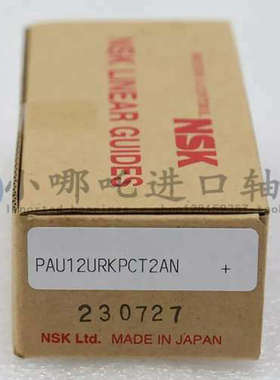 NSK LINEAR GUIDES
NSK
小哪吒进口轴
PAU12URKPCT2AN +
230727
NSK Ltd. MADE IN JAPAN